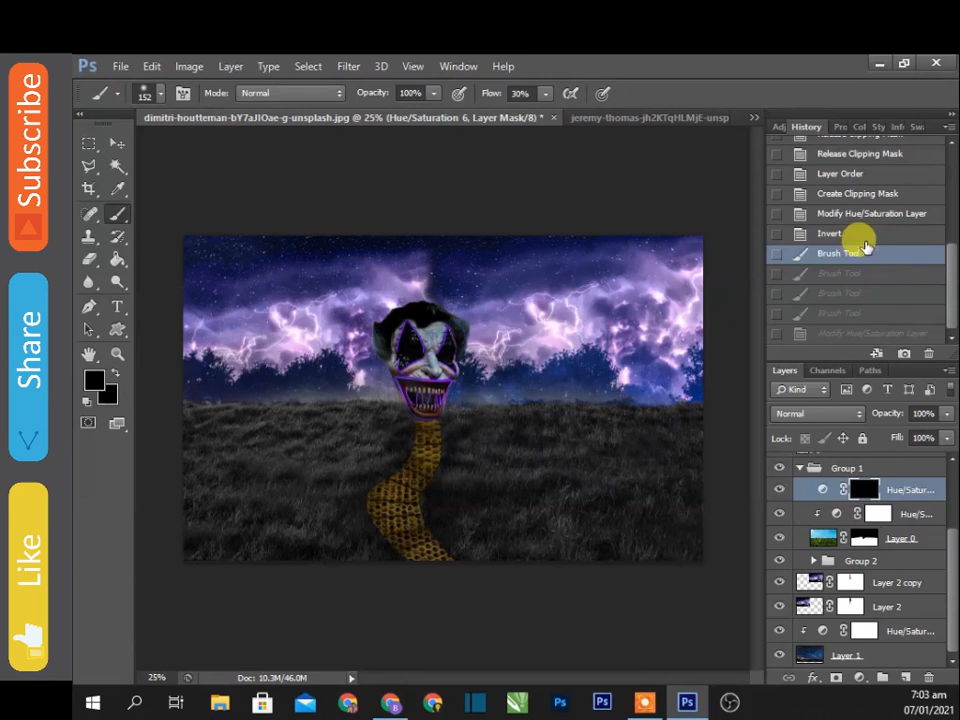 Subscribe
Share
Like
Ps File Edit Image Layer Type Select Filter 3D View Window Help
152 Mode: Normal Opacity: 100% Flow: 30%
dimitri-houtteman-bY7aJIOae-g-unsplash.jpg @ 25% (Hue/Saturation 6, Layer Mask/8) * × jeremy-thomas-jh2KTqHLMjE-unsp
Adj History Pro Col Sty Info Swa
Release Clipping Mask
Layer Order
Create Clipping Mask
Modify Hue/Saturation Layer
Invert
Brush Tool
Brush Tool
Brush Tool
Brush Tool
Modify Hue/Saturation Layer
Layers Channels Paths
Kind
Normal Opacity: 100%
Lock: Fill: 100%
Group 1
Hue/Satur...
Hue/S...
Layer 0
Group 2
Layer 2 copy
Layer 2
Hue/Satur...
Layer 1
25% Doc: 10.3M/46.0M
7:03 am
07/01/2021